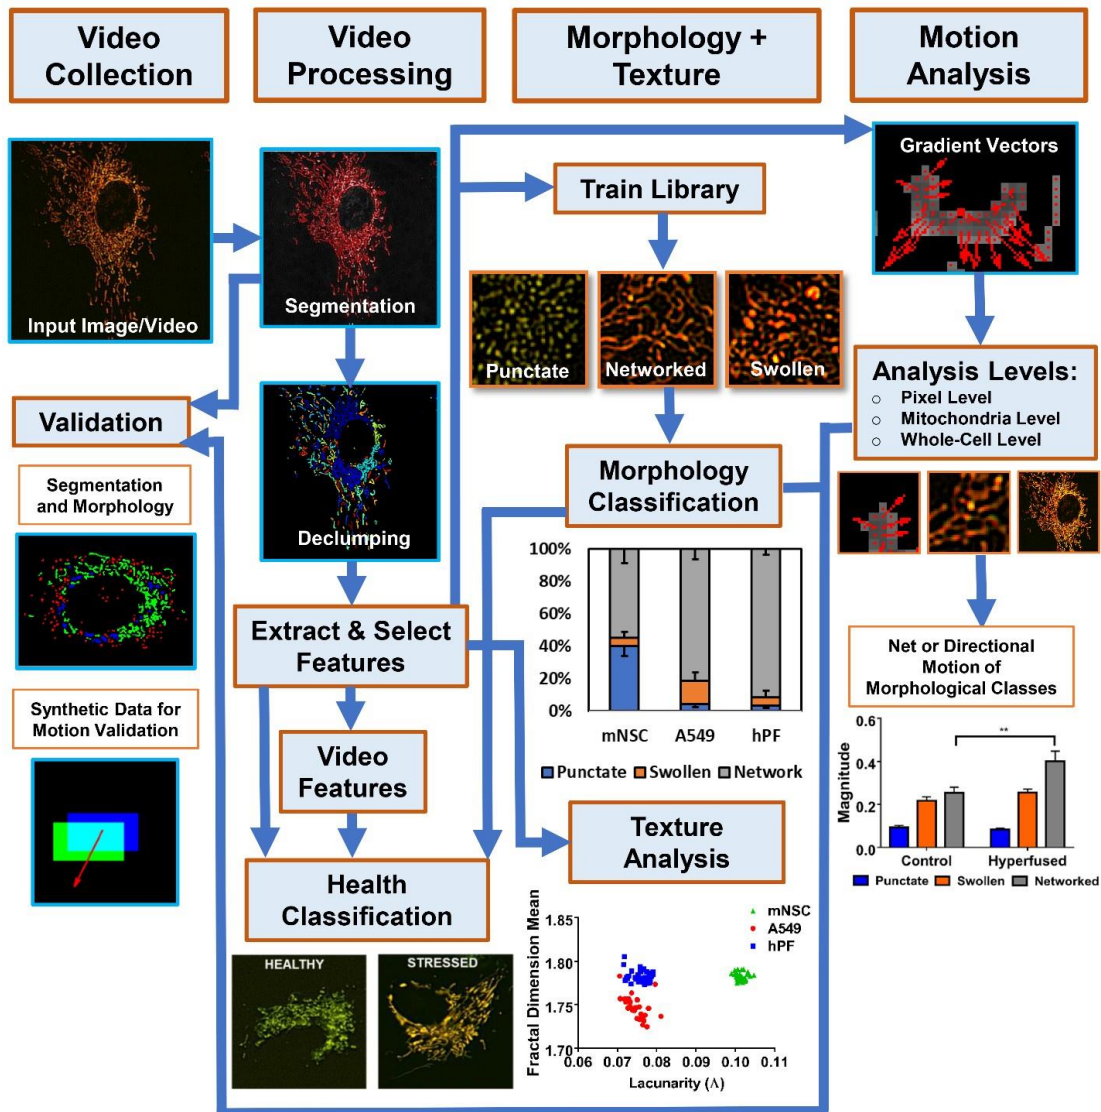 Video
Collection
Video
Processing
Morphology +
Texture
Motion
Analysis
Input Image/Video
Segmentation
Train Library
Gradient Vectors
Punctate
Networked
Swollen
Analysis Levels:
○ Pixel Level
○ Mitochondria Level
○ Whole-Cell Level
Validation
Segmentation
and Morphology
Declumping
Morphology
Classification
100%
80%
60%
40%
20%
0%
mNSC
A549
hPF
Punctate
Swollen
Network
Extract & Select
Features
Synthetic Data for
Motion Validation
Video
Features
Health
Classification
HEALTHY
STRESSED
Texture
Analysis
Fractal Dimension Mean
1.85
1.80
1.75
1.70
0.06
0.07
0.08
0.09
0.10
0.11
Lacunarity (Λ)
mNSC
A549
hPF
Net or Directional
Motion of
Morphological Classes
Magnitude
0.6
0.4
0.2
0.0
**
Control
Hyperfused
Punctate
Swollen
Networked